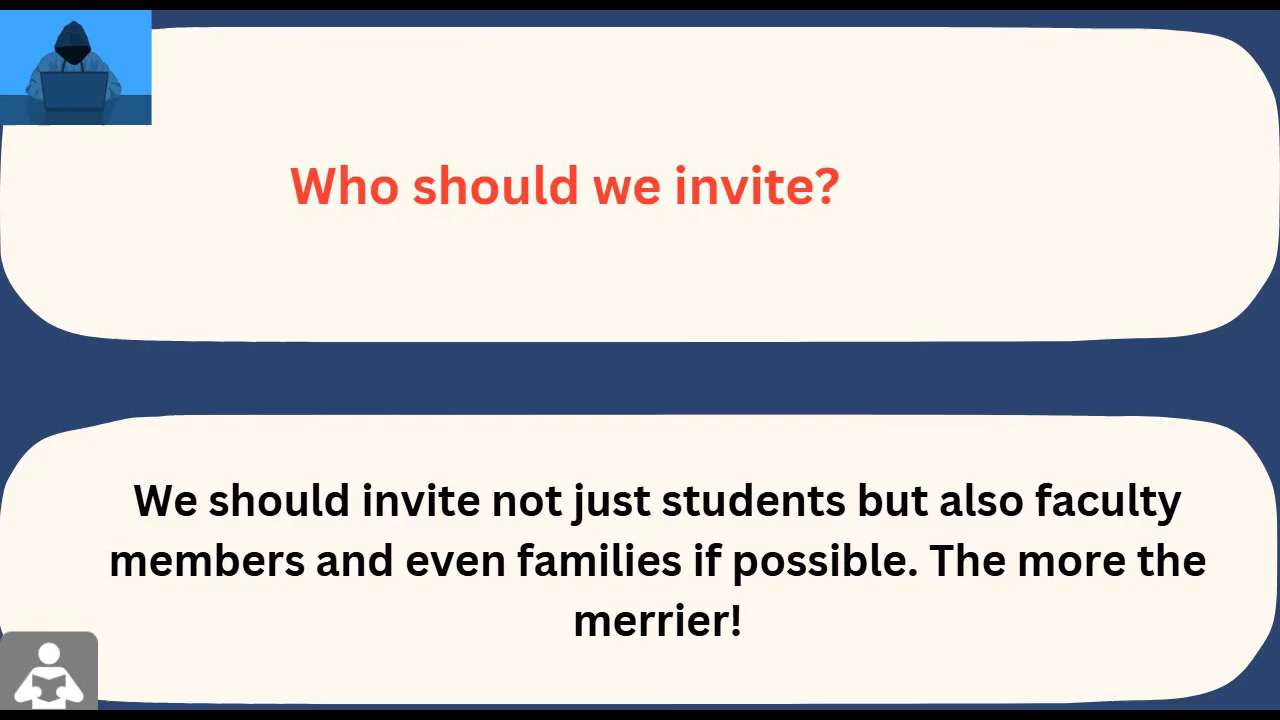 Who should we invite?
We should invite not just students but also faculty
members and even families if possible. The more the
merrier!